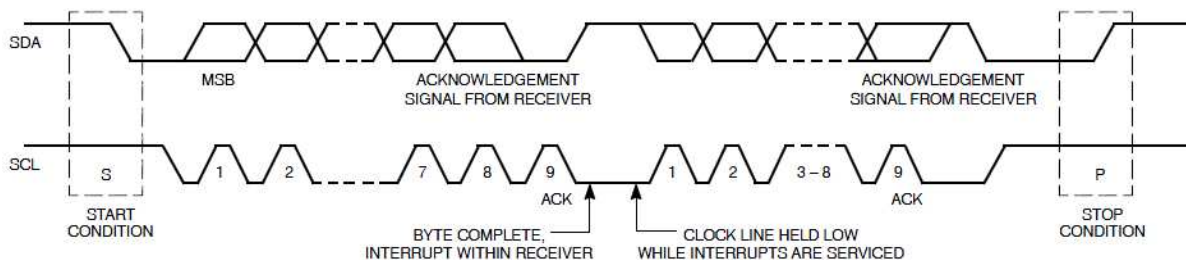 SDA
MSB
ACKNOWLEDGEMENT
SIGNAL FROM RECEIVER
ACKNOWLEDGEMENT
SIGNAL FROM RECEIVER
SCL
S
1
2
7
8
9
1
2
3 – 8
9
P
ACK
ACK
START
CONDITION
BYTE COMPLETE,
INTERRUPT WITHIN RECEIVER
CLOCK LINE HELD LOW
WHILE INTERRUPTS ARE SERVICED
STOP
CONDITION